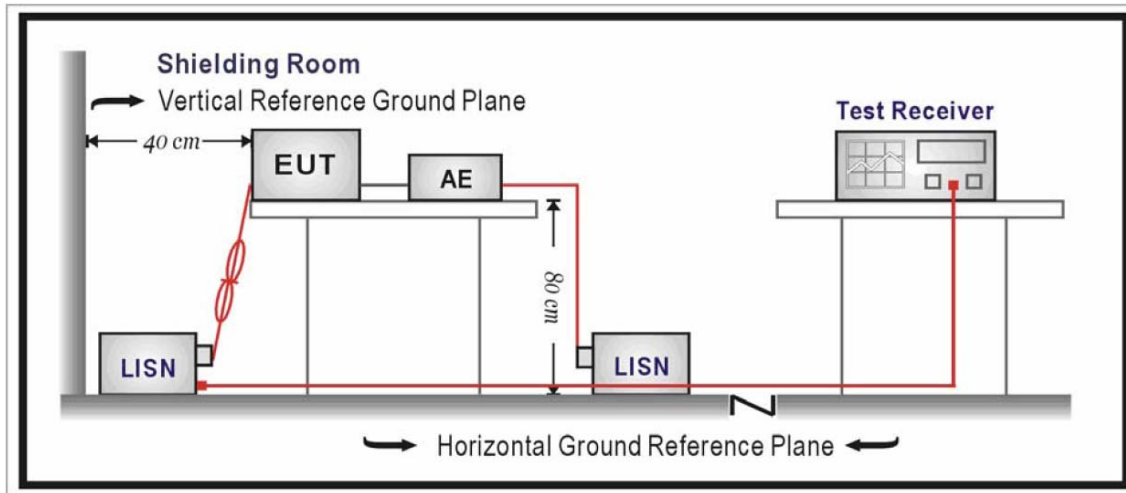 Shielding Room
Vertical Reference Ground Plane
40 cm
EUT
AE
Test Receiver
80 cm
LISN
LISN
Horizontal Ground Reference Plane